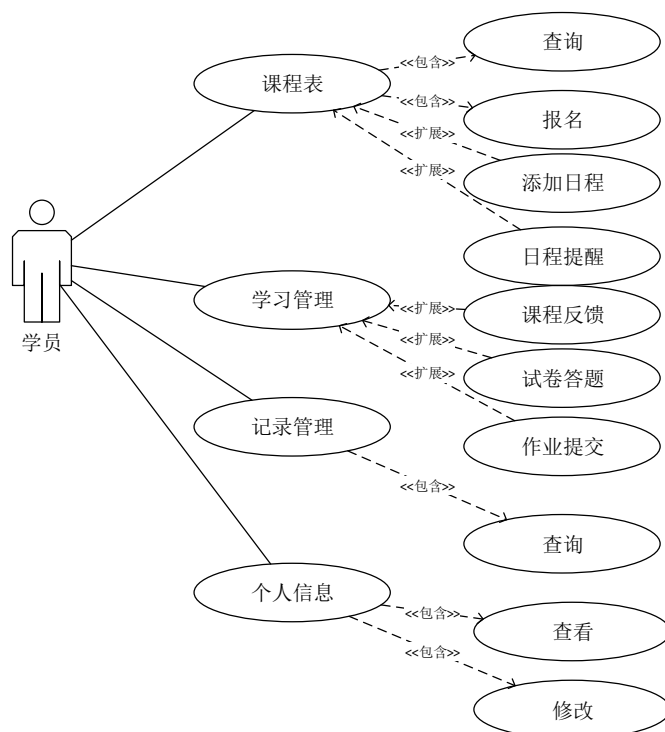 查询
<<包含>>
课程表
<<包含>>
报名
<<扩展>>
<<扩展>>
添加日程
日程提醒
学习管理
<<扩展>>
课程反馈
<<扩展>>
学员
<<扩展>>
试卷答题
记录管理
作业提交
<<包含>>
查询
个人信息
<<包含>>
查看
<<包含>>
修改